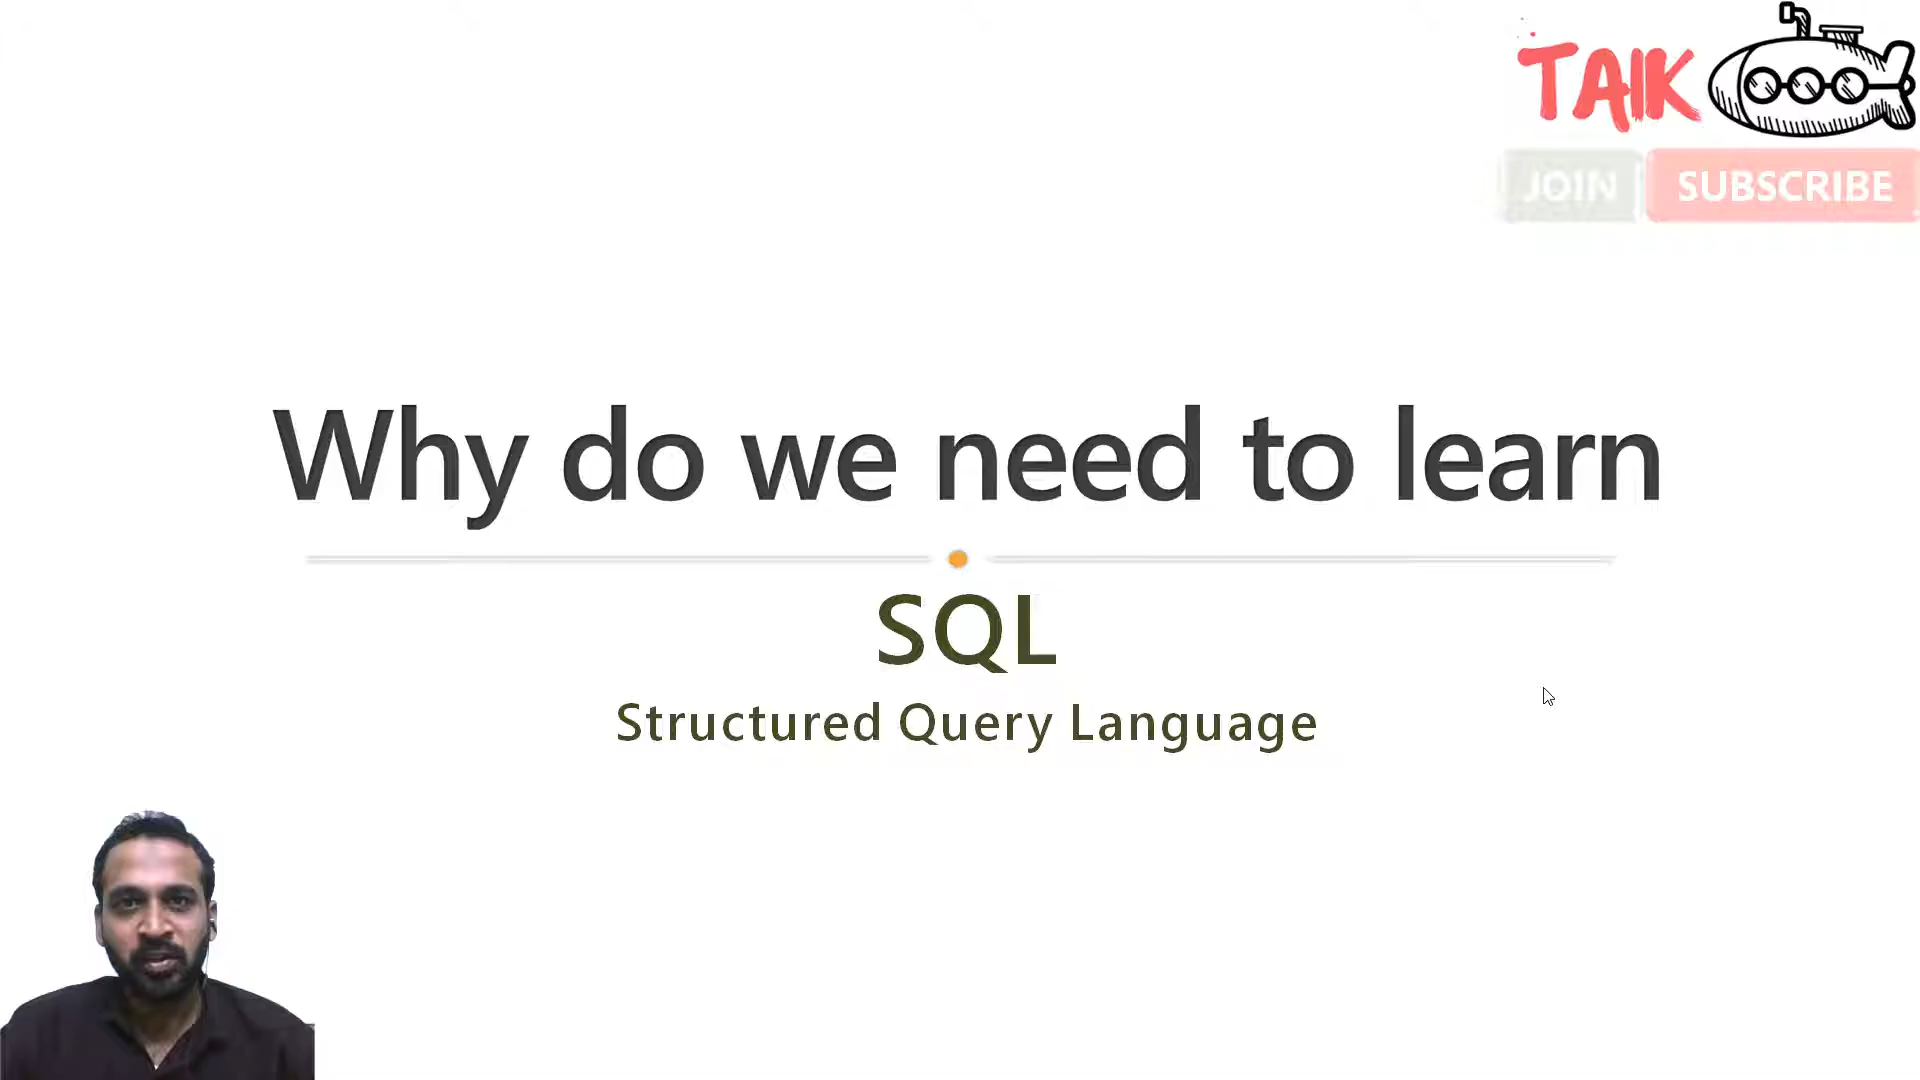 TAIK
JOIN SUBSCRIBE
Why do we need to learn
SQL
Structured Query Language